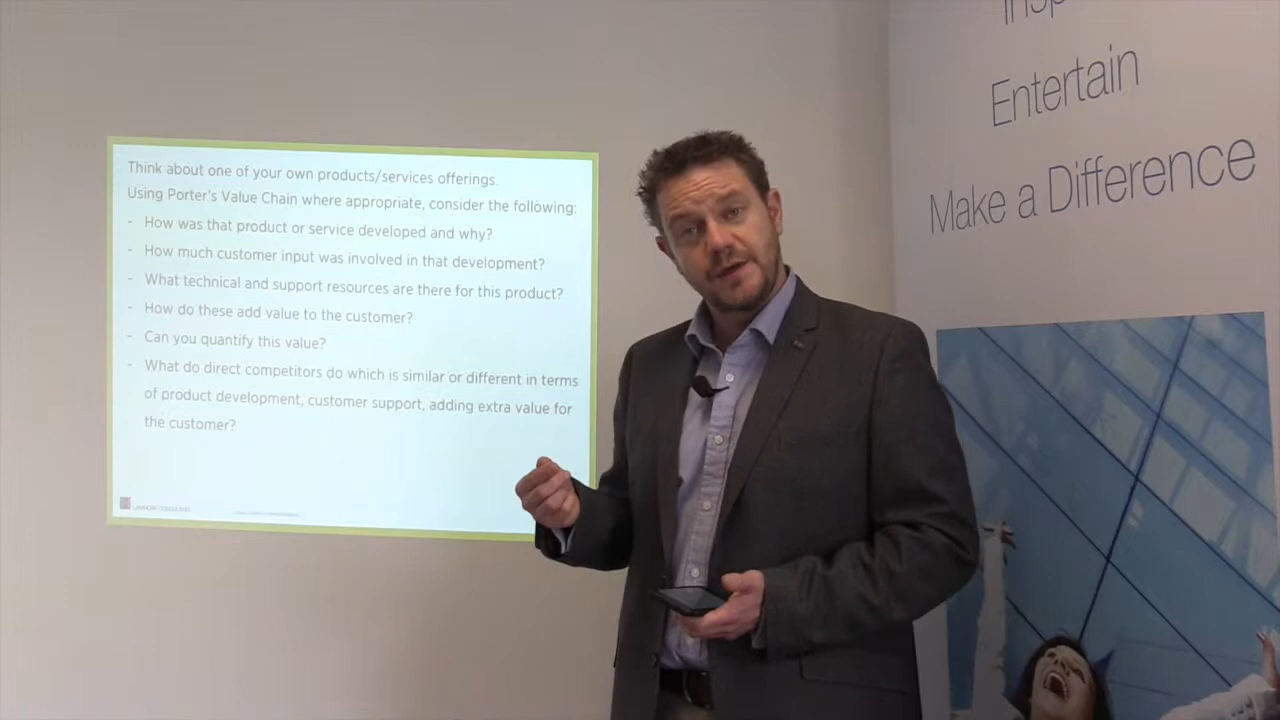 Think about one of your own products/services offerings.
Using Porter's Value Chain where appropriate, consider the following:
- How was that product or service developed and why?
- How much customer input was involved in that development?
- What technical and support resources are there for this product?
- How do these add value to the customer?
- Can you quantify this value?
- What do direct competitors do which is similar or different in terms
of product development, customer support, adding extra value for
the customer?
Entertain
Make a Difference